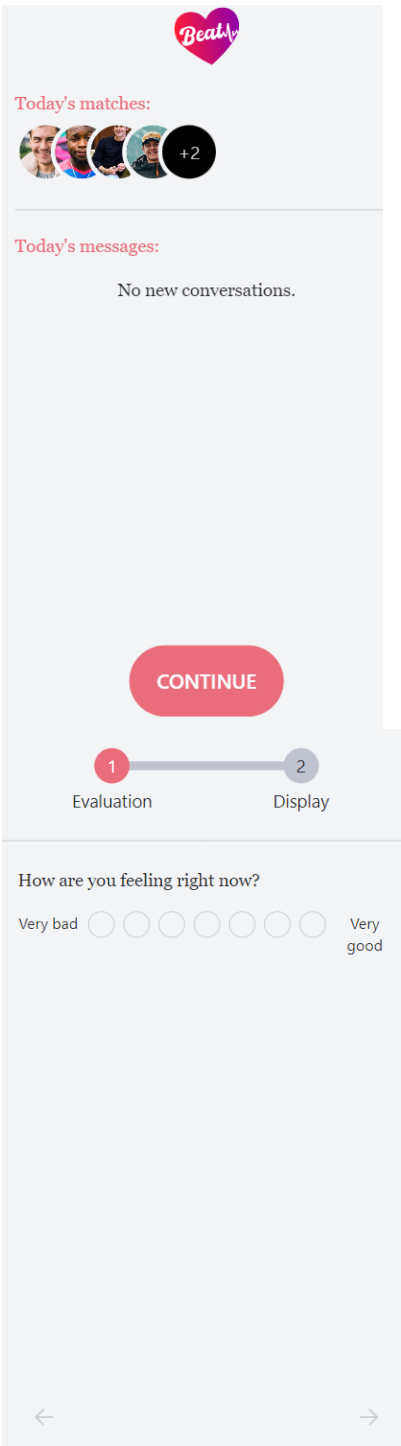 Beatly
Today's matches:
+2
Today's messages:
No new conversations.
CONTINUE
1
2
Evaluation
Display
How are you feeling right now?
Very bad
Very
good